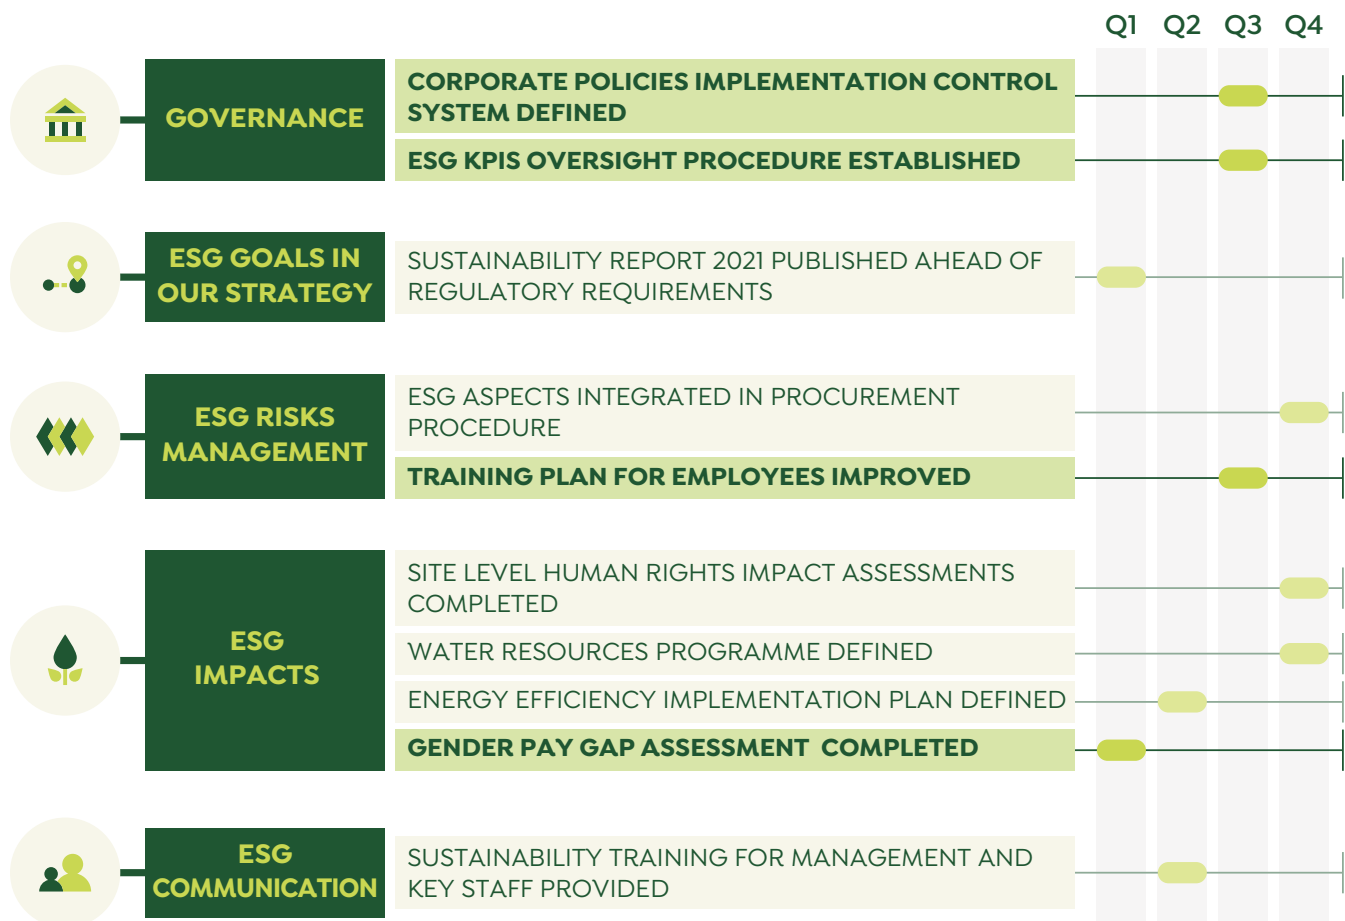 Q1 Q2 Q3 Q4
GOVERNANCE
CORPORATE POLICIES IMPLEMENTATION CONTROL
SYSTEM DEFINED
ESG KPIS OVERSIGHT PROCEDURE ESTABLISHED
ESG GOALS IN
OUR STRATEGY
SUSTAINABILITY REPORT 2021 PUBLISHED AHEAD OF
REGULATORY REQUIREMENTS
ESG RISKS
MANAGEMENT
ESG ASPECTS INTEGRATED IN PROCUREMENT
PROCEDURE
TRAINING PLAN FOR EMPLOYEES IMPROVED
ESG
IMPACTS
SITE LEVEL HUMAN RIGHTS IMPACT ASSESSMENTS
COMPLETED
WATER RESOURCES PROGRAMME DEFINED
ENERGY EFFICIENCY IMPLEMENTATION PLAN DEFINED
GENDER PAY GAP ASSESSMENT COMPLETED
ESG
COMMUNICATION
SUSTAINABILITY TRAINING FOR MANAGEMENT AND
KEY STAFF PROVIDED